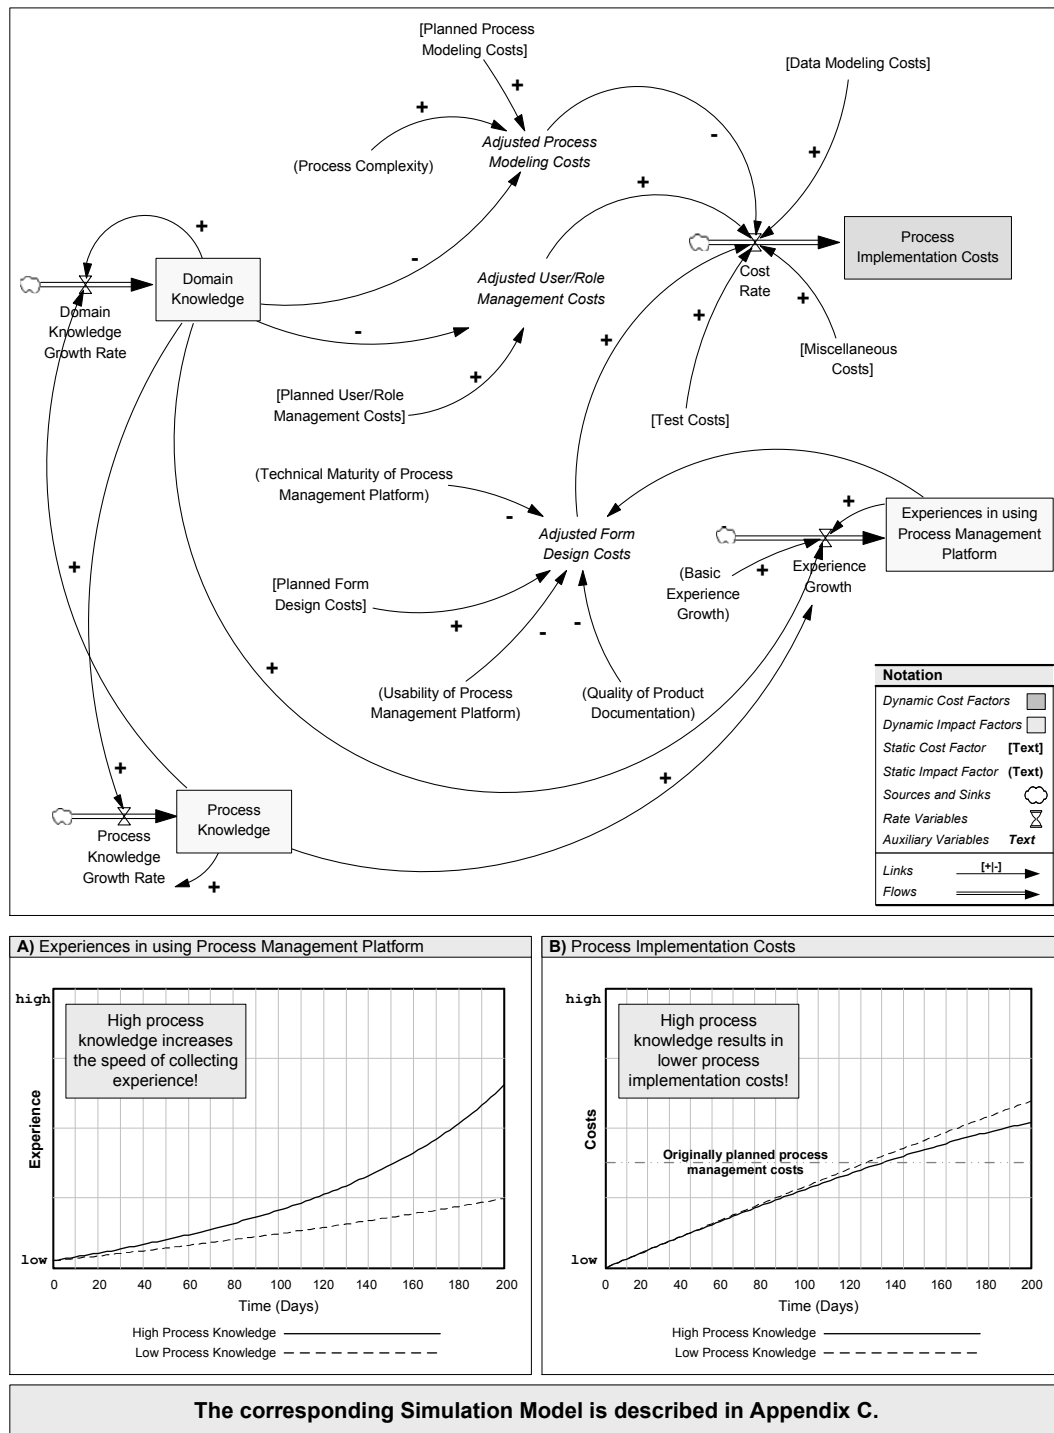 [Planned Process
Modeling Costs]
[Data Modeling Costs]
+
+
-
Adjusted Process
Modeling Costs
+
(Process Complexity)
+
+
-
Process
Implementation Costs
Cost
Rate
Domain
Knowledge
Adjusted User/Role
Management Costs
Domain
Knowledge
Growth Rate
-
+
+
+
[Miscellaneous
Costs]
+
[Planned User/Role
Management Costs]
[Test Costs]
(Technical Maturity of Process
Management Platform)
-
Adjusted Form
Design Costs
+
Experiences in using
Process Management
Platform
Experience
Growth
(Basic
Experience
Growth)
+
[Planned Form
Design Costs]
+
+
-
-
+
(Usability of Process
Management Platform)
(Quality of Product
Documentation)
+
+
Process
Knowledge
Process
Knowledge
Growth Rate
+
Notation
Dynamic Cost Factors
Dynamic Impact Factors
Static Cost Factor [Text]
Static Impact Factor (Text)
Sources and Sinks
Rate Variables
Auxiliary Variables Text
Links [+|-]
Flows
A) Experiences in using Process Management Platform
high
High process
knowledge increases
the speed of collecting
experience!
Experience
low
0 20 40 60 80 100 120 140 160 180 200
Time (Days)
High Process Knowledge
Low Process Knowledge
B) Process Implementation Costs
high
High process
knowledge results in
lower process
implementation costs!
Costs
Originally planned process
management costs
low
0 20 40 60 80 100 120 140 160 180 200
Time (Days)
High Process Knowledge
Low Process Knowledge
The corresponding Simulation Model is described in Appendix C.